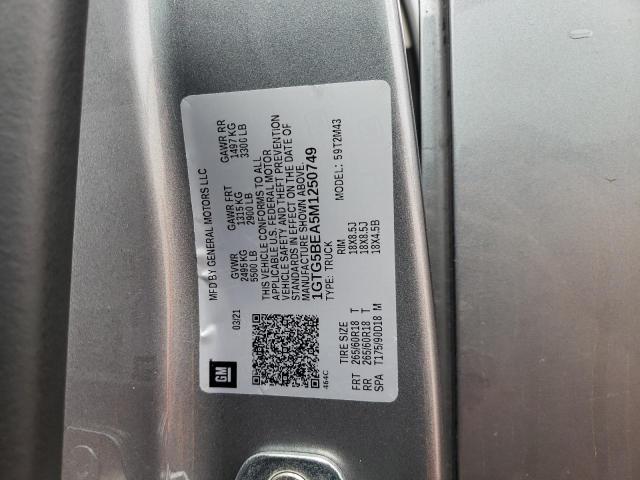 MFD BY GENERAL MOTORS LLC
03/21
GVWR
2495 KG
5500 LB
GAWR FRT
1315 KG
2900 LB
GAWR RR
1497 KG
3300 LB
THIS VEHICLE CONFORMS TO ALL
APPLICABLE U.S. FEDERAL MOTOR
VEHICLE SAFETY AND THEFT PREVENTION
STANDARDS IN EFFECT ON THE DATE OF
MANUFACTURE SHOWN ABOVE.
1GTG5BEA5M1250749
TYPE: TRUCK
MODEL: 59T2M43
GM
464C
TIRE SIZE RIM
FRT 265/60R18 T 18X8.5J
RR 265/60R18 T 18X8.5J
SPA T175/90D18 M 18X4.5B